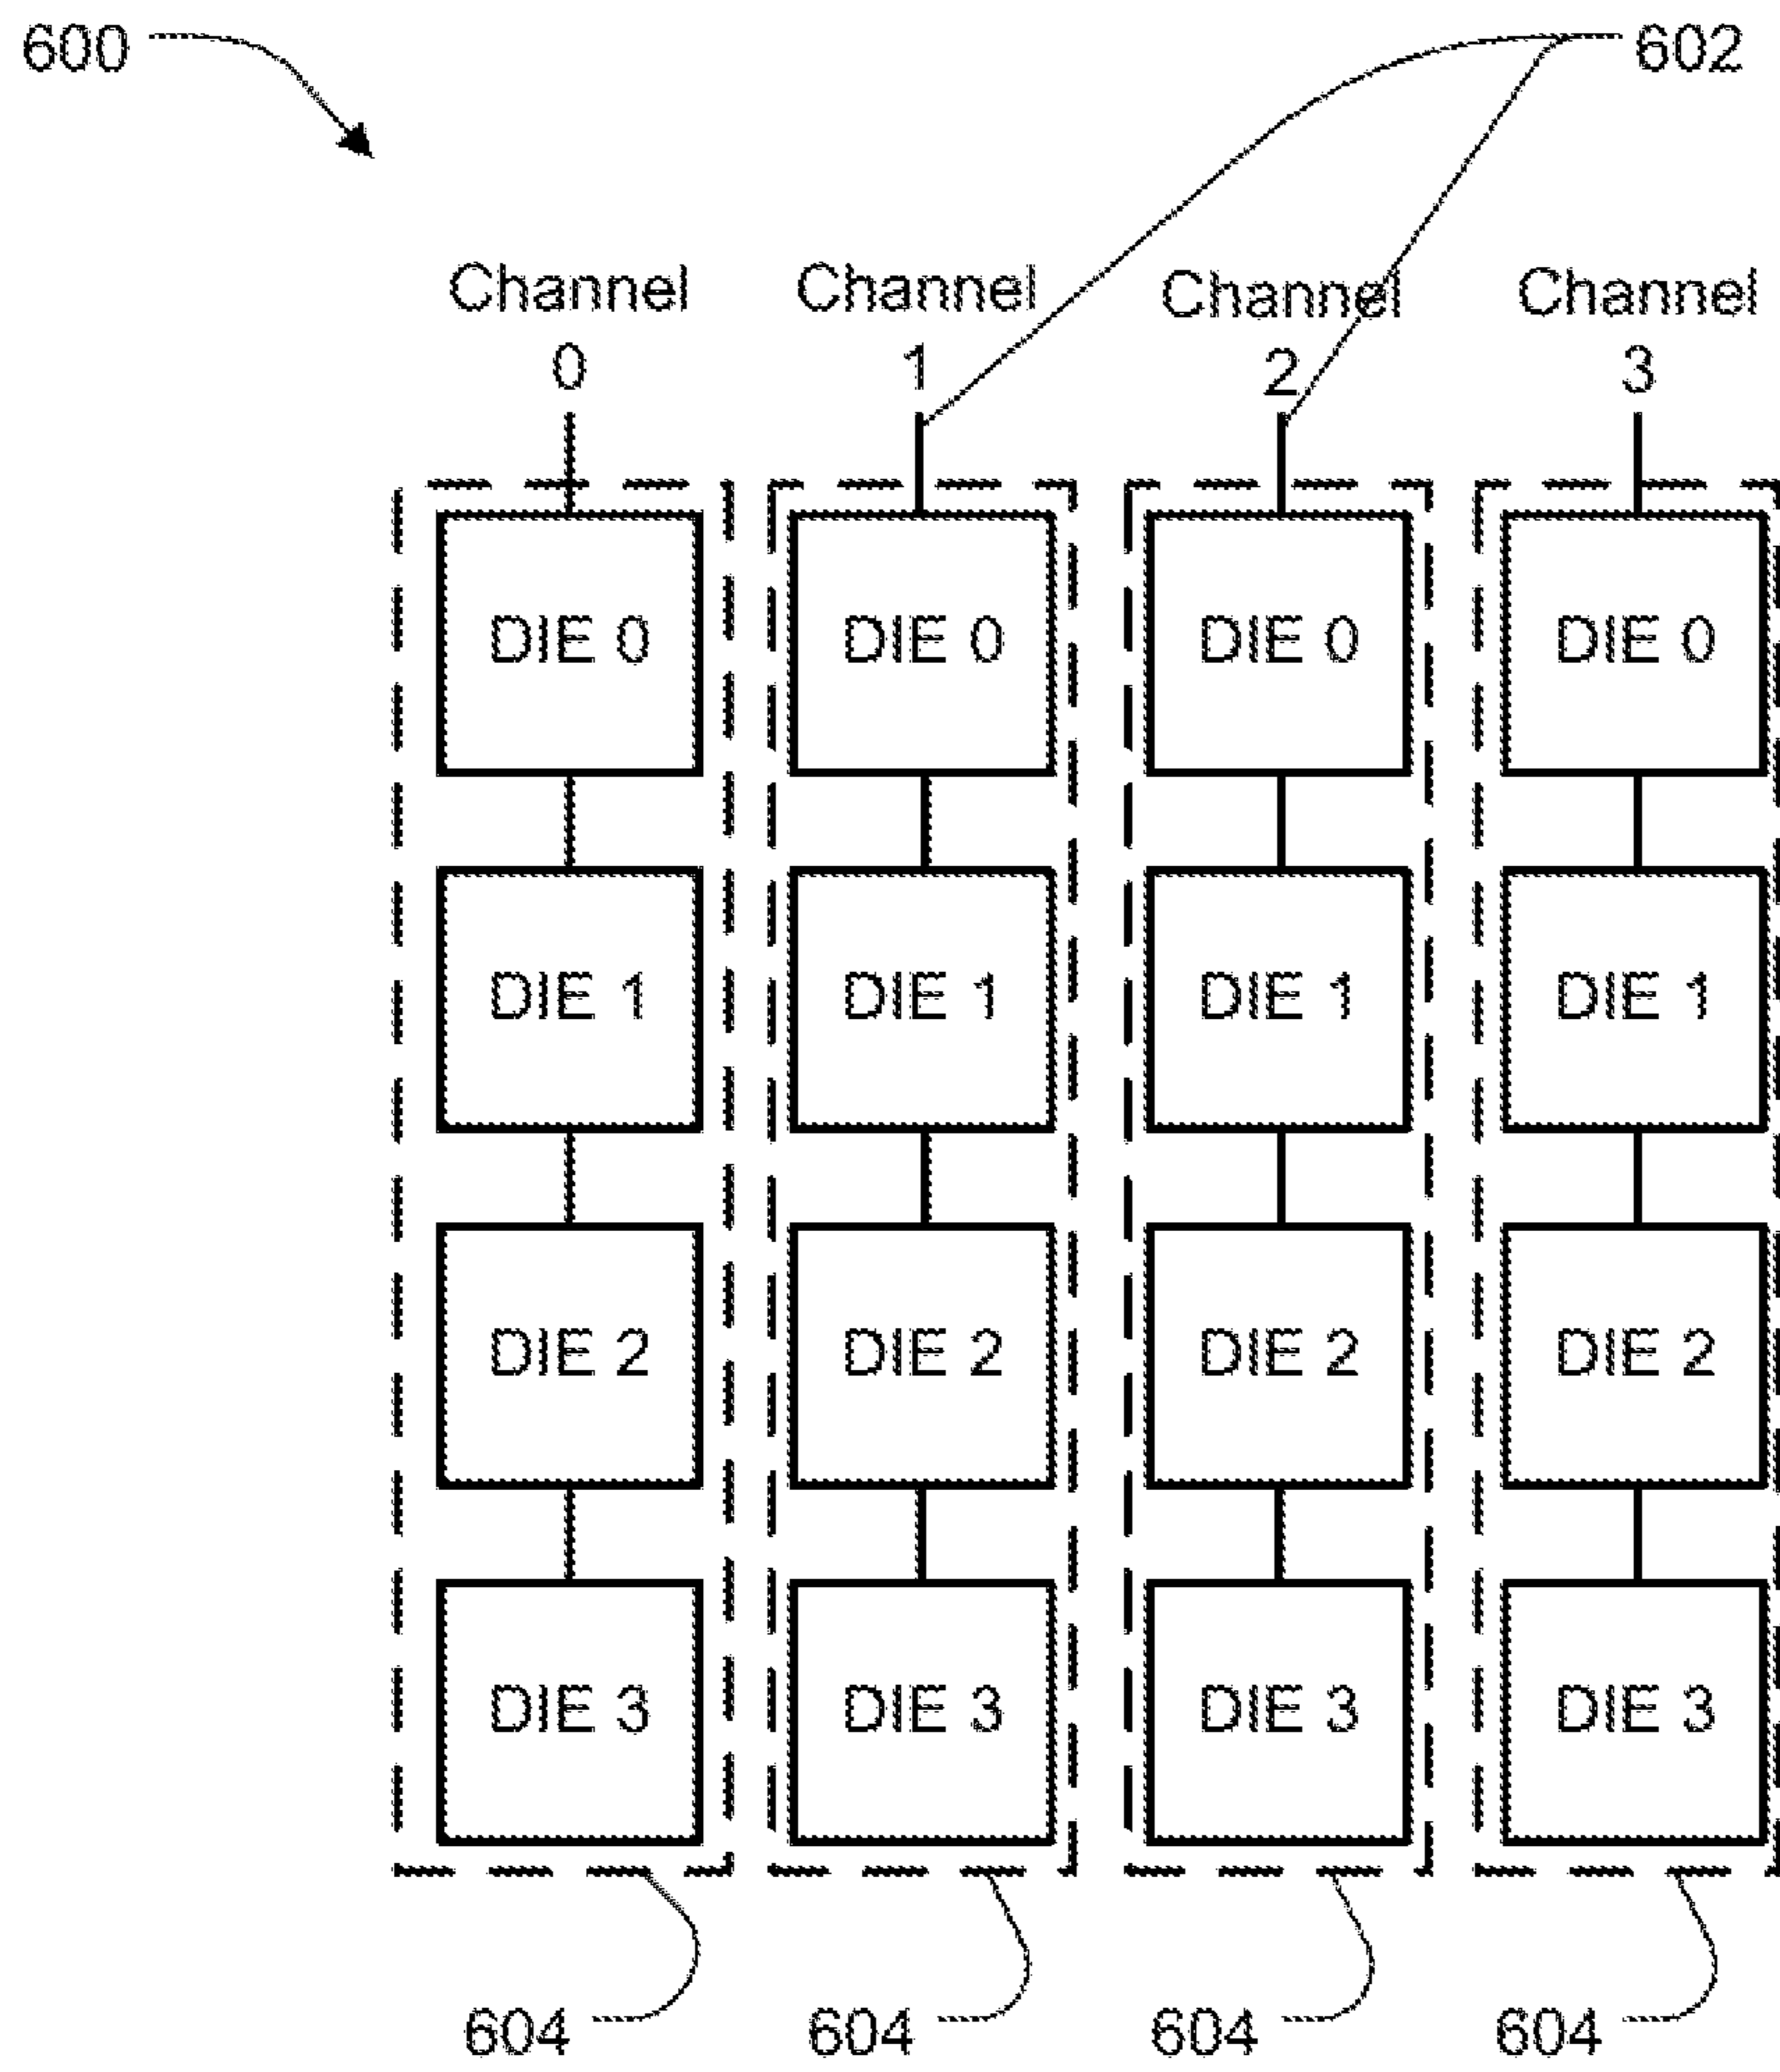 600 602
Channel Channel Channel Channel
0 1 2 3
DIE 0 DIE 0 DIE 0 DIE 0
DIE 1 DIE 1 DIE 1 DIE 1
DIE 2 DIE 2 DIE 2 DIE 2
DIE 3 DIE 3 DIE 3 DIE 3
604 604 604 604